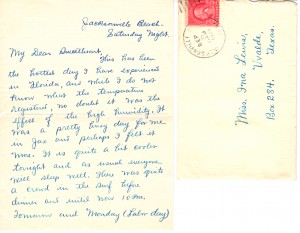 Jacksonville Beach.
Saturday Night.
My Dear Sweetheart,
This has been
the hottest day I have experienced
in Florida, and while I do not
know what the temperature
registered, no doubt it was the
effect of the high humidity. It
was a pretty busy day for me
in Jax and perhaps I felt it
more. It is quite a bit cooler
tonight and as usual everyone
will sleep well. There was quite
a crowd in the surf before
dinner and until now 10 P.M.
Tomorrow and Monday (Labor day)
Miss. Ina Lewis,
Uvalde,
Texas.
Box 284.